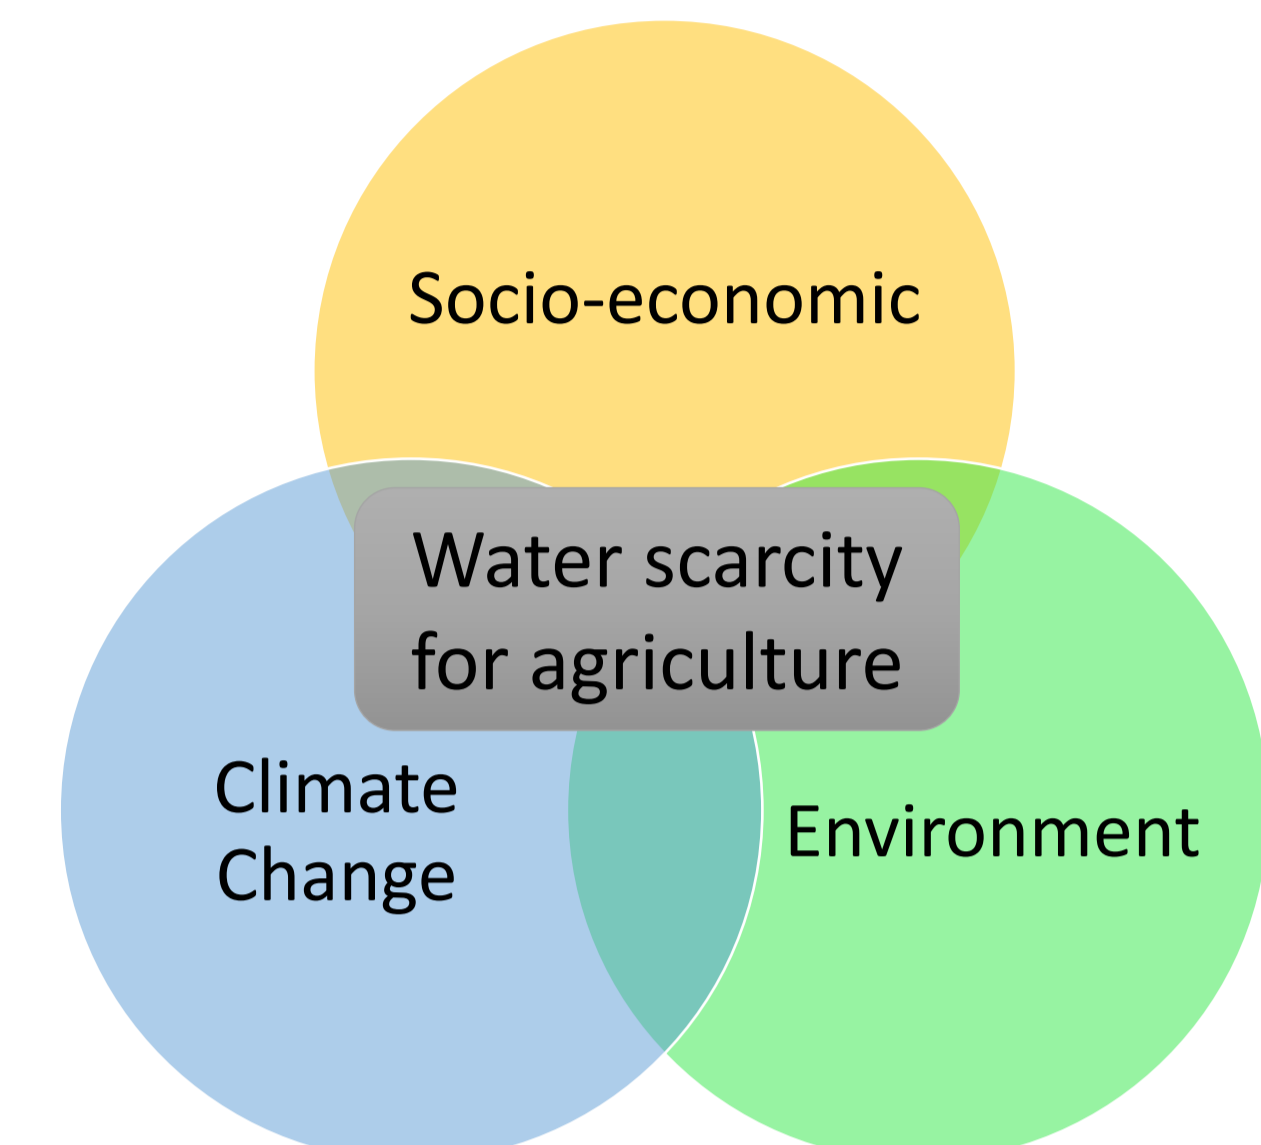 Socio-economic
Water scarcity
for agriculture
Climate
Change
Environment